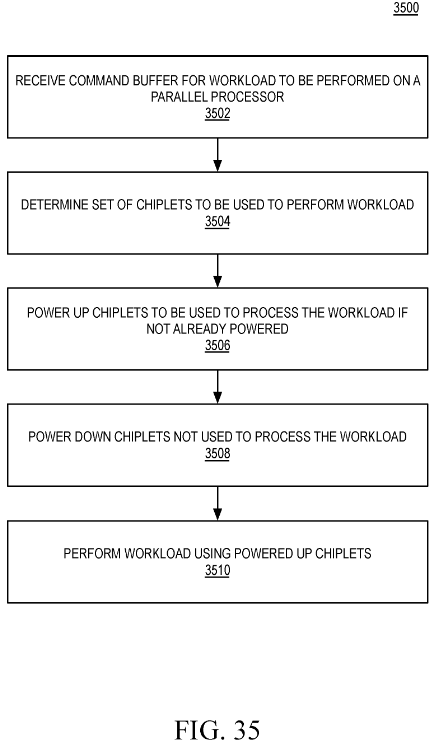 3500
RECEIVE COMMAND BUFFER FOR WORKLOAD TO BE PERFORMED ON A
PARALLEL PROCESSOR
3502
DETERMINE SET OF CHIPLETS TO BE USED TO PERFORM WORKLOAD
3504
POWER UP CHIPLETS TO BE USED TO PROCESS THE WORKLOAD IF
NOT ALREADY POWERED
3506
POWER DOWN CHIPLETS NOT USED TO PROCESS THE WORKLOAD
3508
PERFORM WORKLOAD USING POWERED UP CHIPLETS
3510
FIG. 35